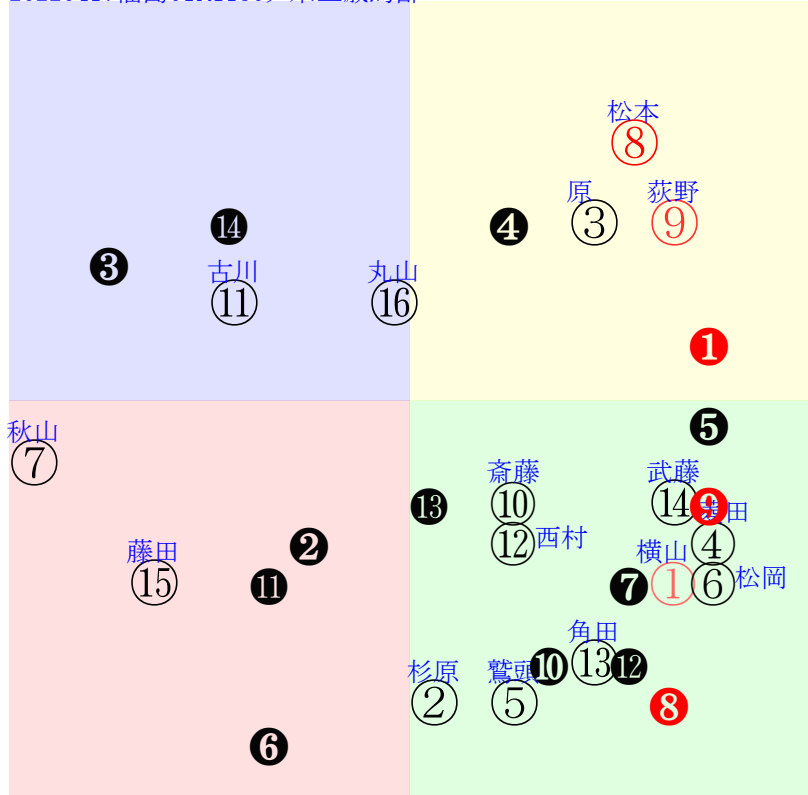 松本
⑧
原 荻野
③ ⑨
❹
⓮
❸
古川 丸山
⑪ ⑯
❶
❺
秋山
⑦
斎藤 武藤
⑩ ⑭ ❾
⓭
田
⑫ 西村
④
❷
藤田 横山
⑮ ⓫ ❼ ① ⑥ 松岡
角田
⑬ ❿ ⓬
杉原 鷲頭
② ⑤ ❽
❻